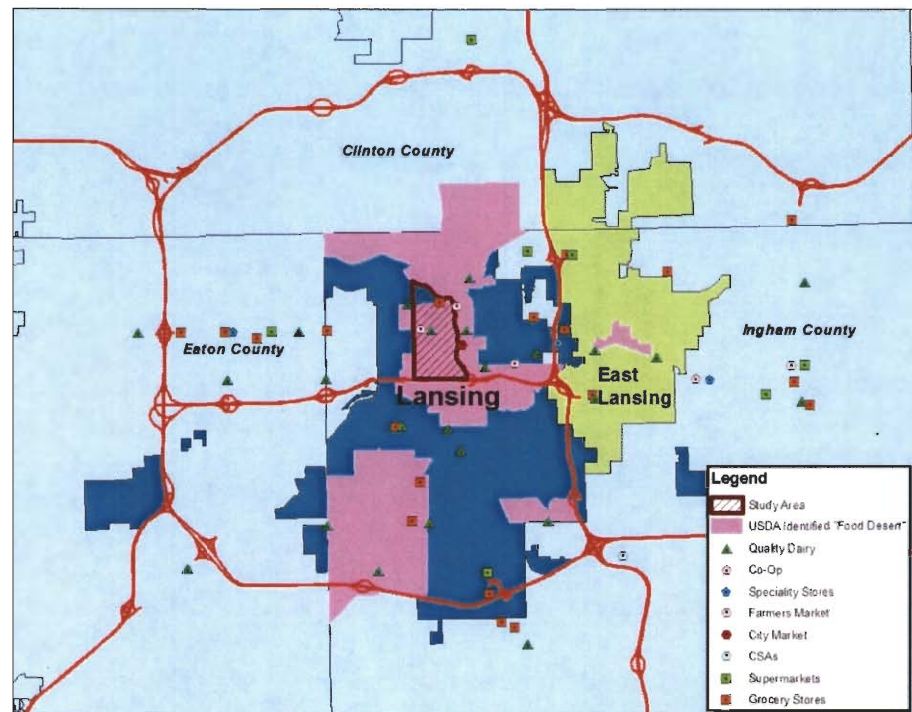 Clinton County
Eaton County
Ingham County
East
Lansing
Lansing
Legend
Study Area
USDA Identified "Food Desert"
Quality Dairy
Co-Op
Speciality Stores
Farmers Market
City Market
CSAs
Supermarkets
Grocery Stores